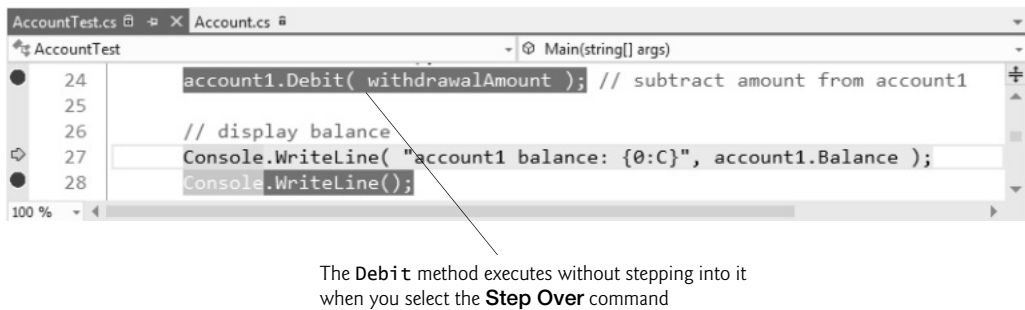 AccountTest.cs Account.cs
AccountTest Main(string[] args)
24 account1.Debit( withdrawalAmount ); // subtract amount from account1
25
26 // display balance
27 Console.WriteLine( "account1 balance: {0:C}", account1.Balance );
28 Console.WriteLine();
100 %
The Debit method executes without stepping into it
when you select the Step Over command